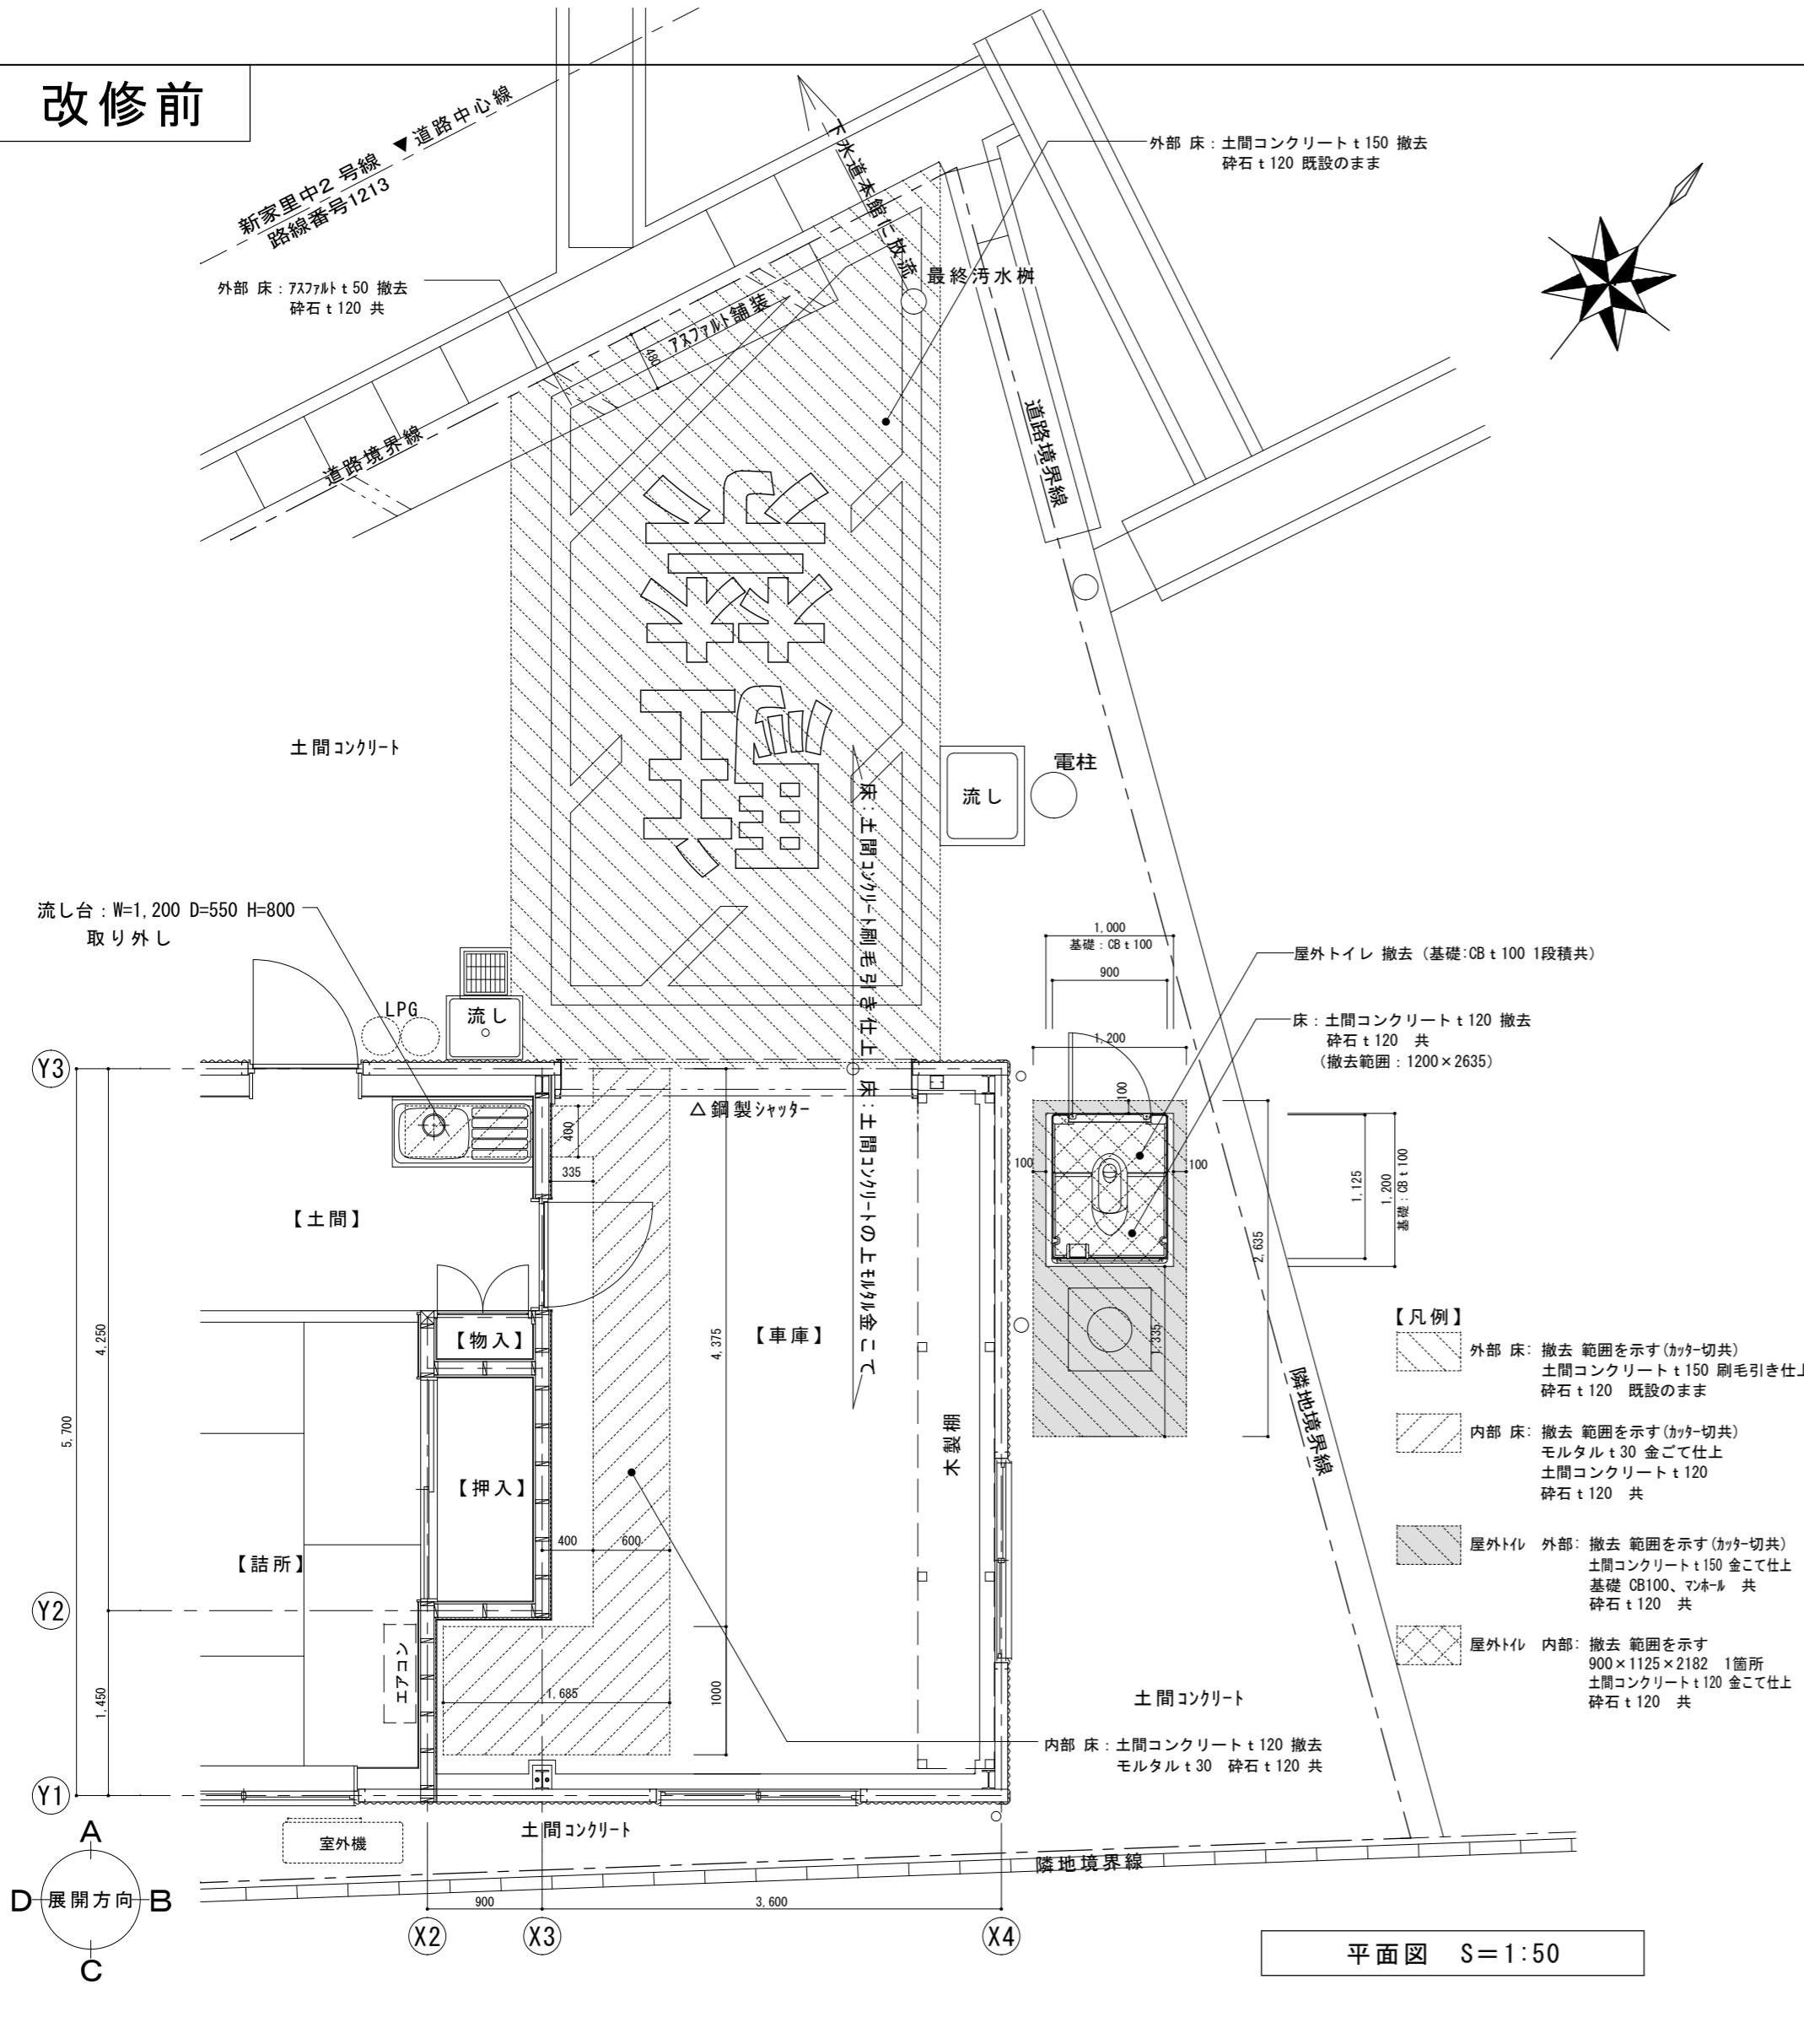 改修前
▼道路中心線
新家里中2 号線
路線番号1213
下水道本館に放流
外部 床：土間コンクリート t 150 撤去
砕石 t 120 既設のまま
最終汚水桝
外部 床：アスファルト t 50 撤去
砕石 t 120 共
アスファルト舗装
480
道路境界線
道路境界線
消防
土間コンクリート
流し
電柱
床：土間コンクリート刷毛引き仕上
流し台：W=1,200 D=550 H=800
取り外し
LPG
流し
1,000
基礎：CB t 100
900
1,200
屋外トイレ 撤去（基礎:CB t 100 1段積共）
床：土間コンクリート t 120 撤去
砕石 t 120 共
（撤去範囲：1200×2635）
Y3
△鋼製シャッター
400
335
100
100
100
1,125
1,200
基礎：CB t 100
2,635
1,335
【土間】
【物入】
【車庫】
床：土間コンクリートの上モルタル金こて
4,250
4,375
5,700
【押入】
木製棚
【詰所】
400
600
Y2
エアコン
1,685
1000
1,450
隣地境界線
【凡例】
外部 床：撤去 範囲を示す(カッター切共)
土間コンクリート t 150 刷毛引き仕上
砕石 t 120 既設のまま
内部 床：撤去 範囲を示す(カッター切共)
モルタル t 30 金ごて仕上
土間コンクリート t 120
砕石 t 120 共
屋外トイレ 外部：撤去 範囲を示す(カッター切共)
土間コンクリート t 150 金こて仕上
基礎 CB100、マンホール 共
砕石 t 120 共
屋外トイレ 内部：撤去 範囲を示す
900×1125×2182 1箇所
土間コンクリート t 120 金こて仕上
砕石 t 120 共
土間コンクリート
内部 床：土間コンクリート t 120 撤去
モルタル t 30 砕石 t 120 共
Y1
土間コンクリート
室外機
隣地境界線
A
D 展開方向 B
C
900
3,600
X2
X3
X4
平面図 S＝1:50